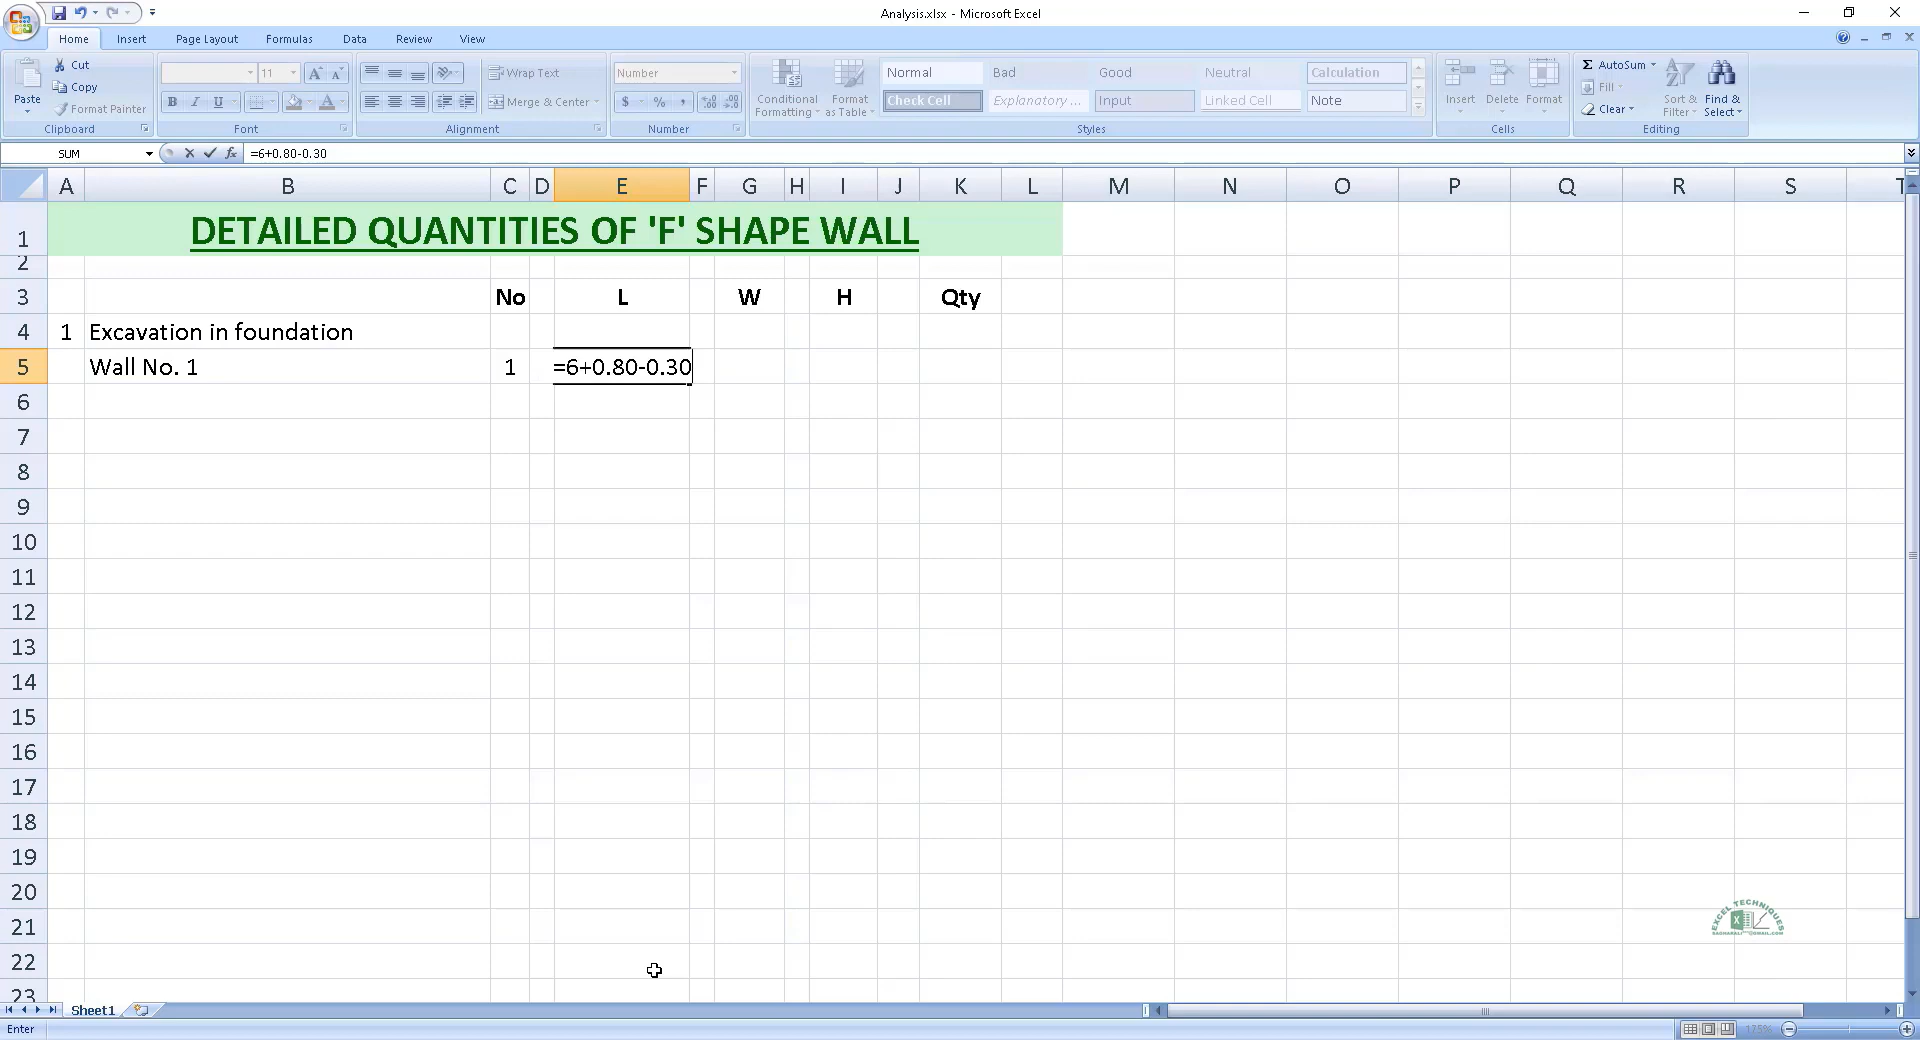 Analysis.xlsx - Microsoft Excel
Home Insert Page Layout Formulas Data Review View
Paste
Cut
Copy
Format Painter
Clipboard
11
B I U A
Font
Wrap Text
Merge & Center
Alignment
Number
$ % ,
Number
Conditional Formatting
Format as Table
Normal Bad Good Neutral Calculation
Check Cell Explanatory ... Input Linked Cell Note
Styles
Insert Delete Format
Cells
Σ AutoSum
Fill
Clear
Sort & Filter
Find & Select
Editing
SUM fx =6+0.80-0.30
A B C D E F G H I J K L M N O P Q R S T
1 DETAILED QUANTITIES OF 'F' SHAPE WALL
2
3 No L W H Qty
4 1 Excavation in foundation
5 Wall No. 1 1 =6+0.80-0.30
6
7
8
9
10
11
12
13
14
15
16
17
18
19
20
21
22
23
EXCEL TECHNIQUES
Sheet1
Enter 175%